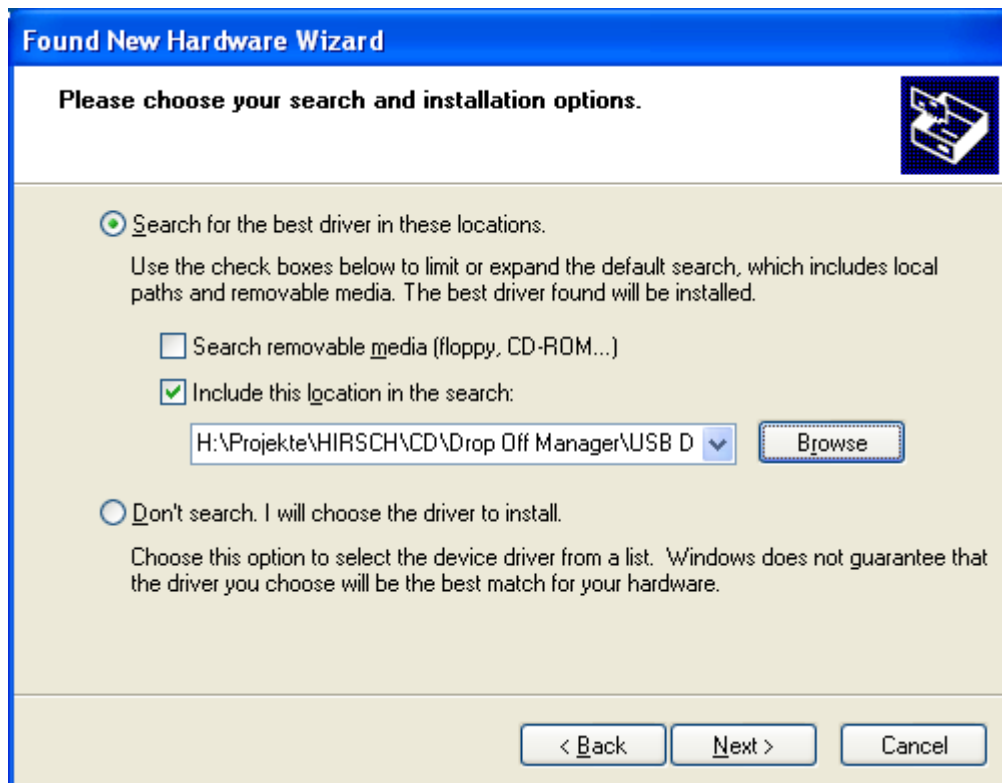 Found New Hardware Wizard
Please choose your search and installation options.
Search for the best driver in these locations.
Use the check boxes below to limit or expand the default search, which includes local
paths and removable media. The best driver found will be installed.
Search removable media (floppy, CD-ROM...)
Include this location in the search:
H:\Projekte\HIRSCH\CD\Drop Off Manager\USB D
Browse
Don't search. I will choose the driver to install.
Choose this option to select the device driver from a list. Windows does not guarantee that
the driver you choose will be the best match for your hardware.
< Back Next > Cancel